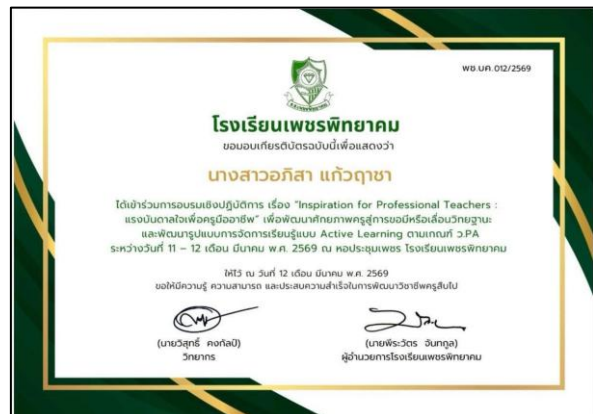 พช.บค. 012/2569
โรงเรียนเพชรพิทยาคม
ขอมอบเกียรติบัตรฉบับนี้เพื่อแสดงว่า
นางสาวอภิสา แก้วฤาชา
ได้เข้าร่วมการอบรมเชิงปฏิบัติการ เรื่อง "Inspiration for Professional Teachers :
แรงบันดาลใจเพื่อครูมืออาชีพ" เพื่อพัฒนาศักยภาพครูสู่การขอมีหรือเลื่อนวิทยฐานะ
และพัฒนารูปแบบการจัดการเรียนรู้แบบ Active Learning ตามเกณฑ์ ว.PA
ระหว่างวันที่ 11 – 12 เดือน มีนาคม พ.ศ. 2569 ณ หอประชุมเพชร โรงเรียนเพชรพิทยาคม
ให้ไว้ ณ วันที่ 12 เดือน มีนาคม พ.ศ. 2569
ขอให้มีความรู้ ความสามารถ และประสบความสำเร็จในการพัฒนาวิชาชีพครูสืบไป
(นายวิสุทธิ์ คงกัลป์)
(นายพีระวัตร จันทกูล)
วิทยากร
ผู้อำนวยการโรงเรียนเพชรพิทยาคม